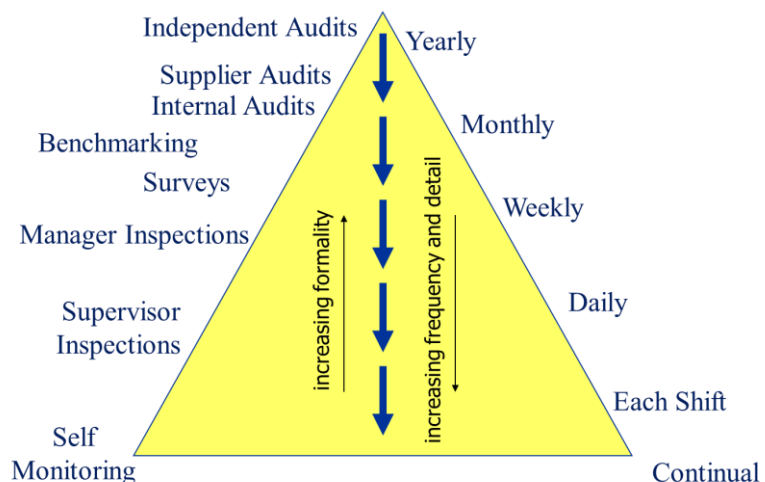 Independent Audits
Yearly
Supplier Audits
Internal Audits
Monthly
Benchmarking
Surveys
Weekly
Manager Inspections
increasing formality
increasing frequency and detail
Daily
Supervisor
Inspections
Each Shift
Self
Monitoring
Continual